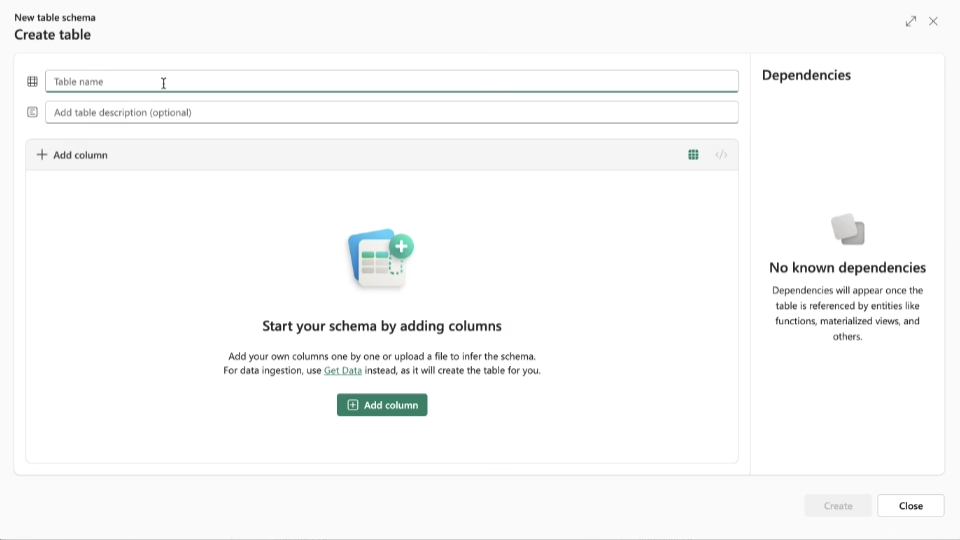 New table schema
Create table
Table name
Add table description (optional)
Add column
Start your schema by adding columns
Add your own columns one by one or upload a file to infer the schema.
For data ingestion, use Get Data instead, as it will create the table for you.
Add column
Dependencies
No known dependencies
Dependencies will appear once the
table is referenced by entities like
functions, materialized views, and
others.
Create
Close